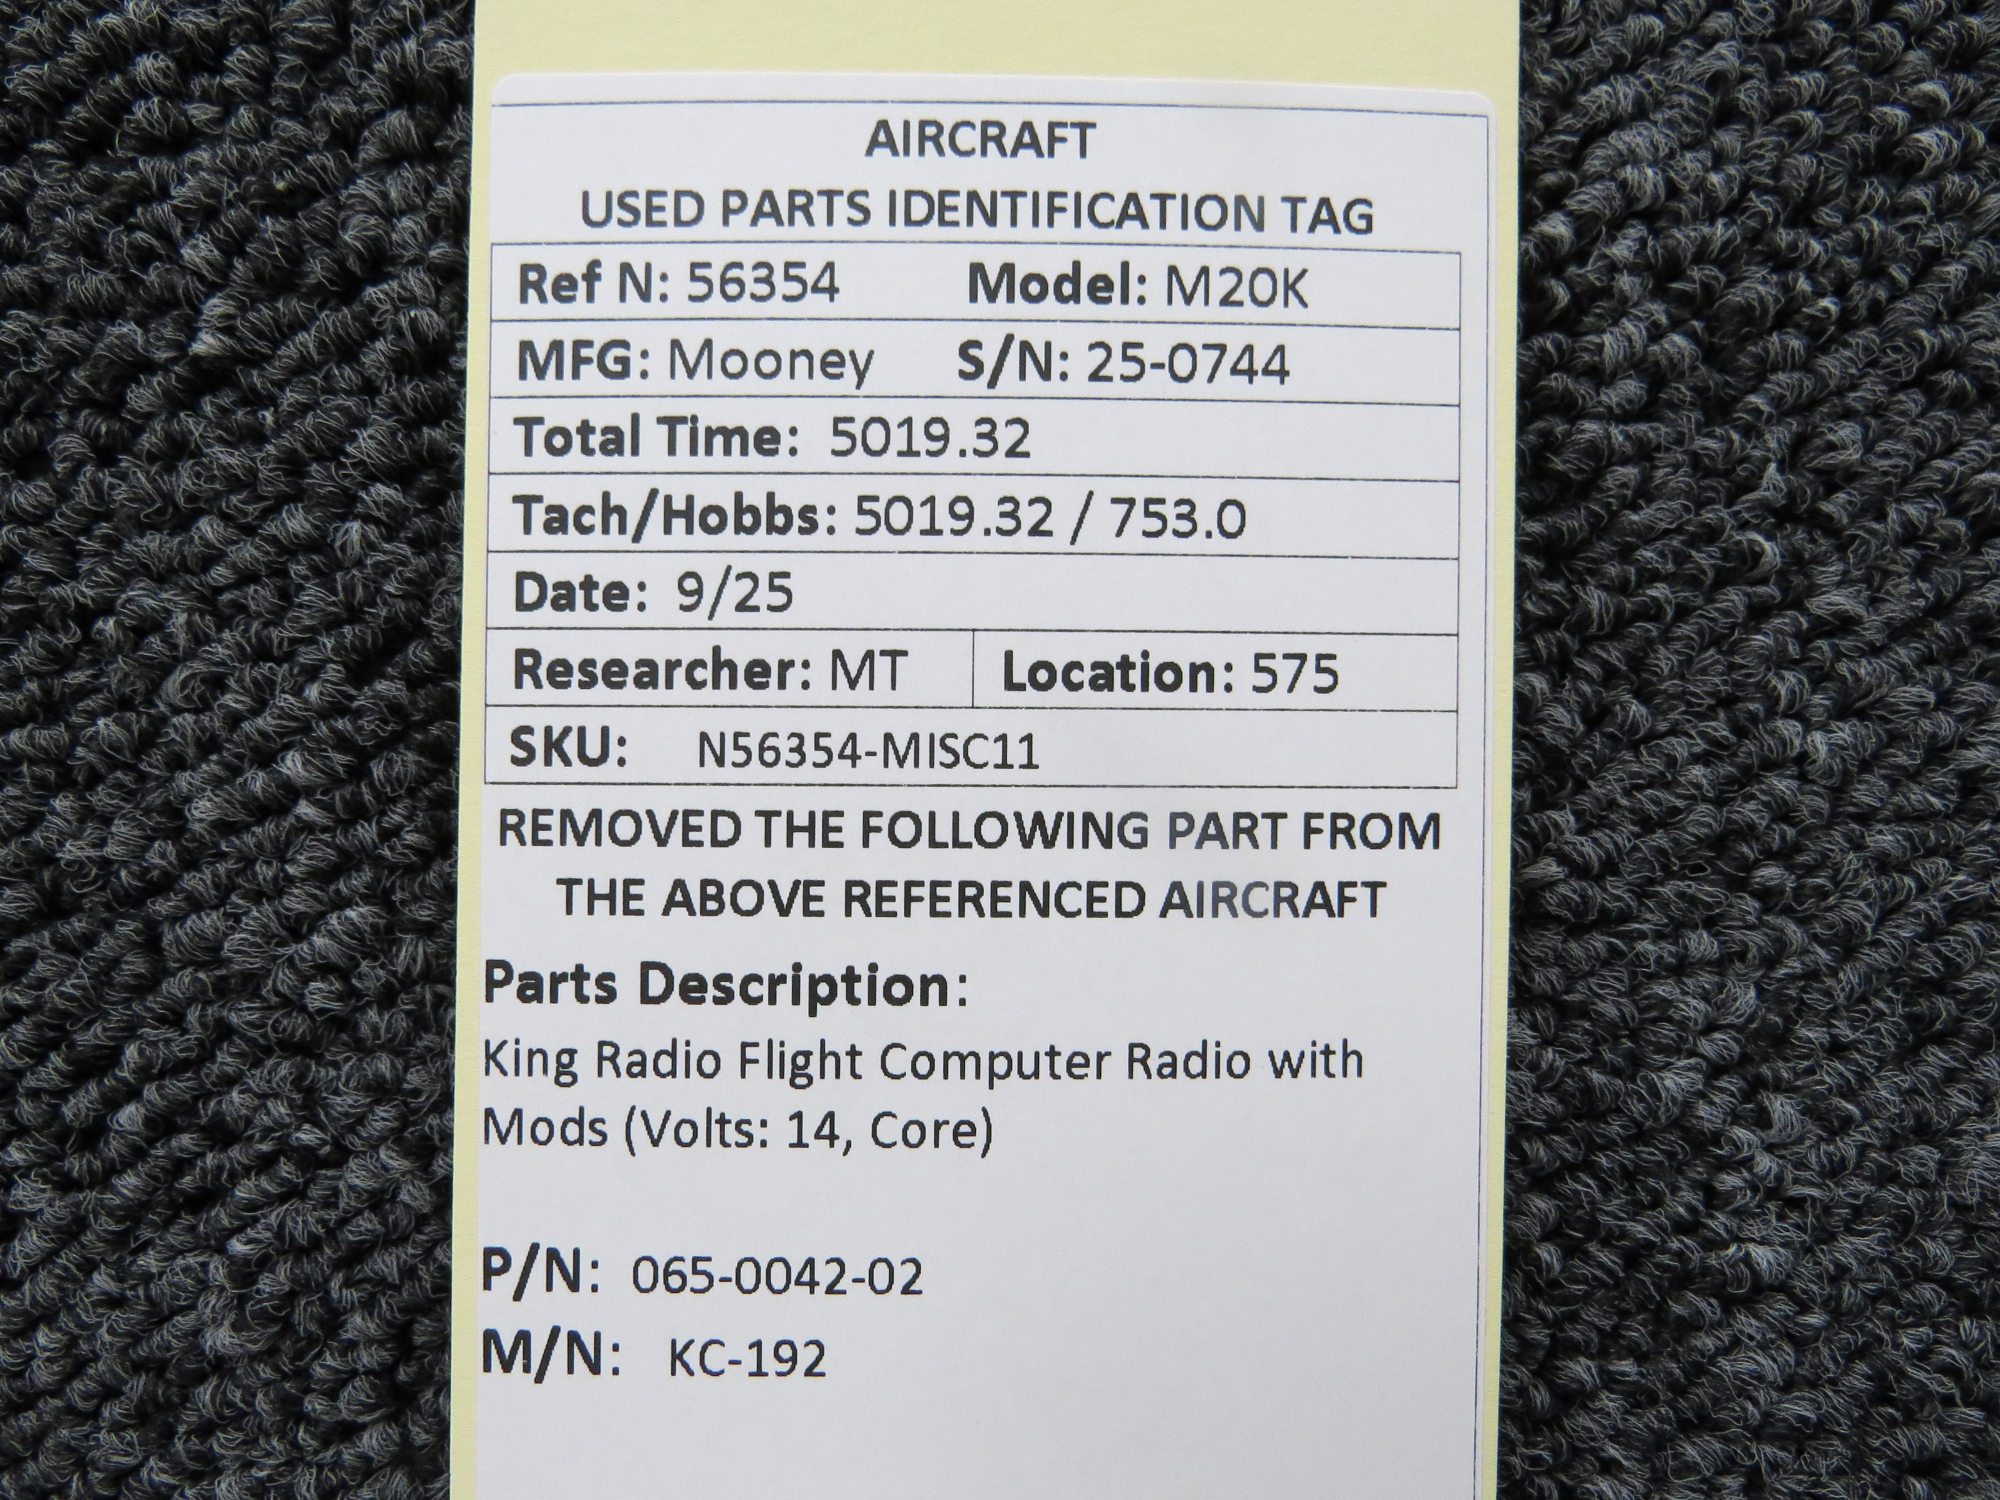 AIRCRAFT
USED PARTS IDENTIFICATION TAG
Ref N: 56354 Model: M20K
MFG: Mooney S/N: 25-0744
Total Time: 5019.32
Tach/Hobbs: 5019.32 / 753.0
Date: 9/25
Researcher: MT Location: 575
SKU: N56354-MISC11
REMOVED THE FOLLOWING PART FROM
THE ABOVE REFERENCED AIRCRAFT
Parts Description:
King Radio Flight Computer Radio with
Mods (Volts: 14, Core)
P/N: 065-0042-02
M/N: KC-192